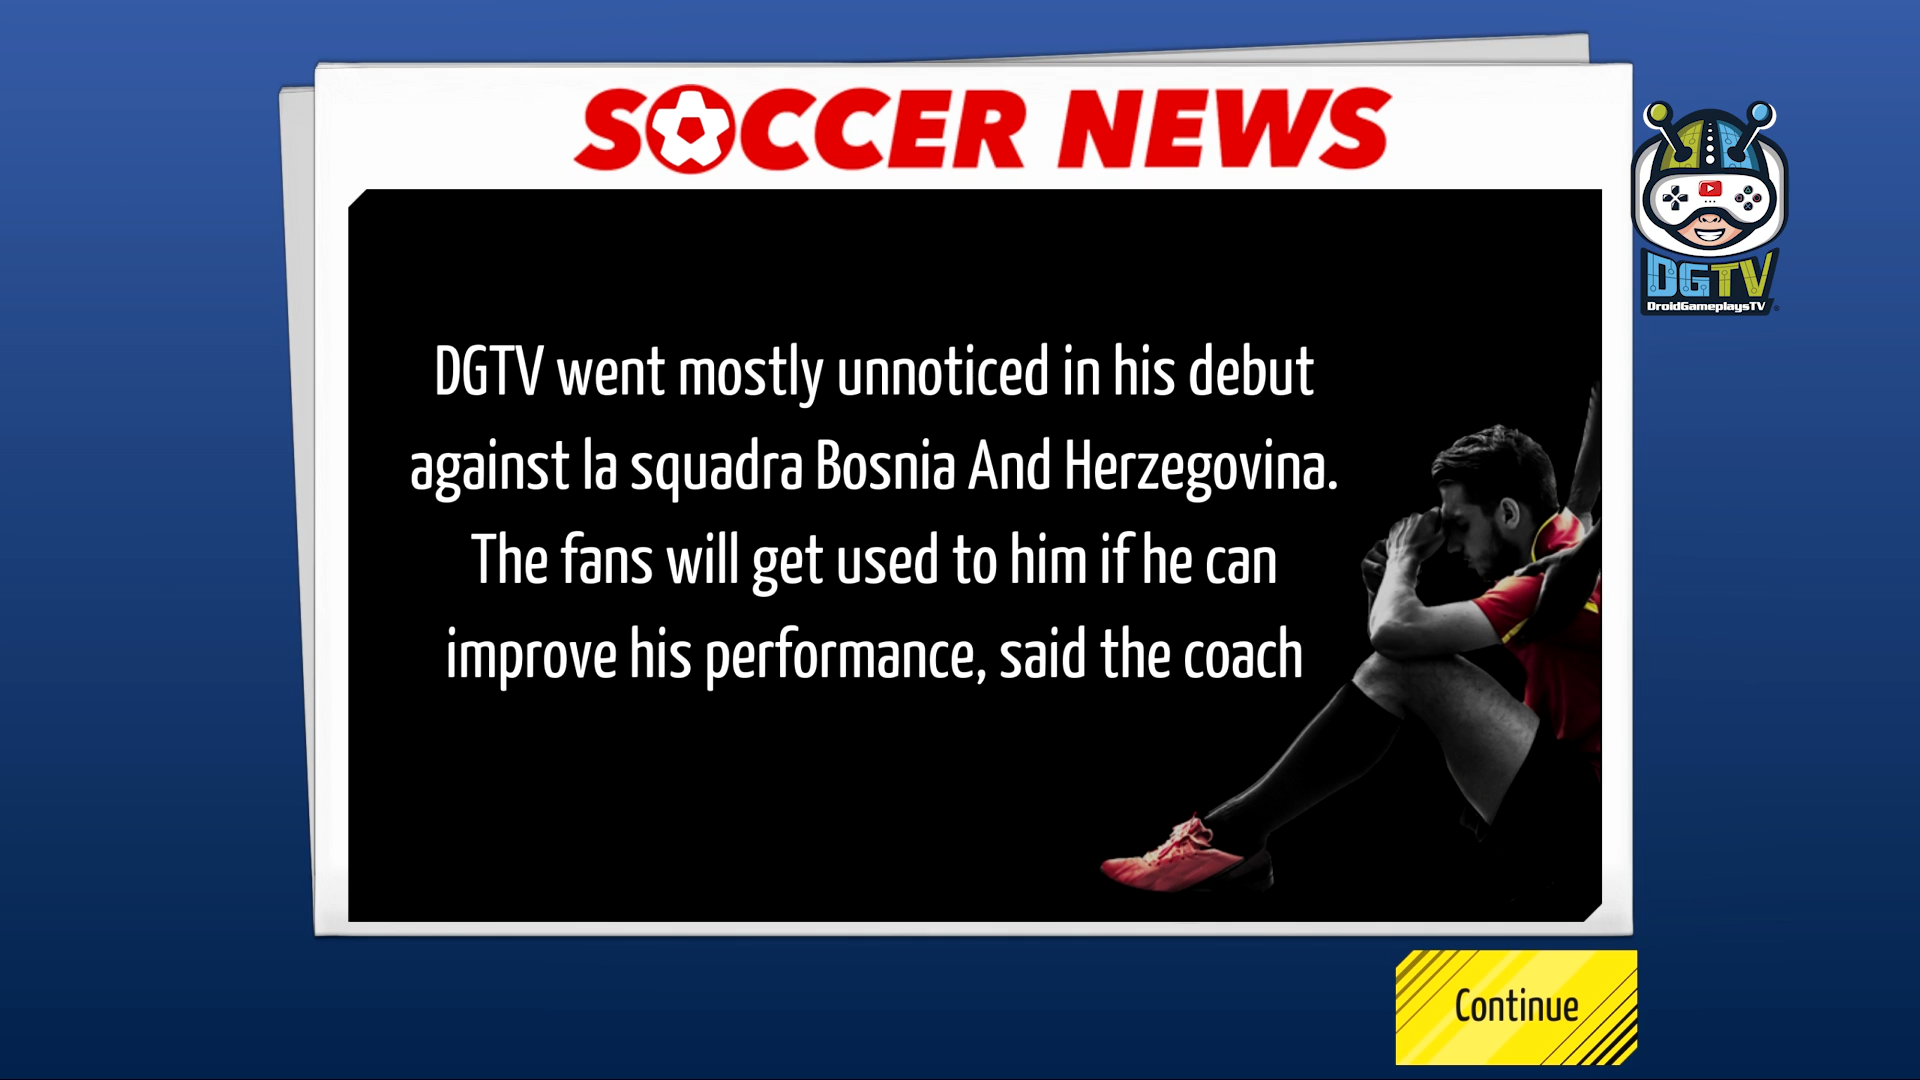 SOCCER NEWS
DGTV
DroidGameplaysTV
DGTV went mostly unnoticed in his debut
against la squadra Bosnia And Herzegovina.
The fans will get used to him if he can
improve his performance, said the coach
Continue